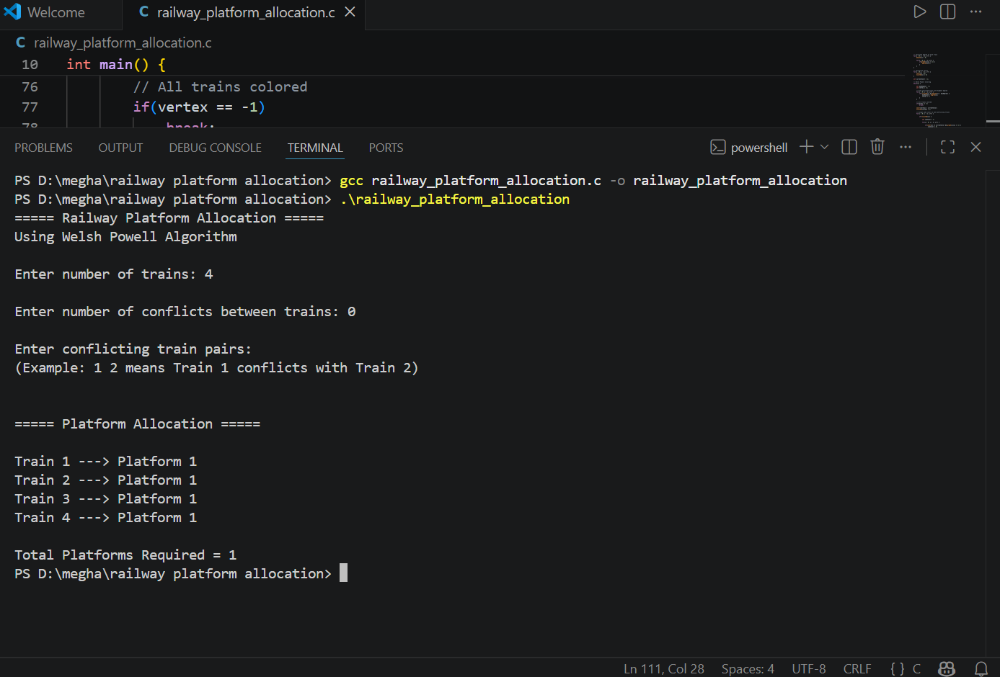 Welcome
C railway_platform_allocation.c
C railway_platform_allocation.c
10 int main() {
76 // All trains colored
77 if(vertex == -1)
78 break;
PROBLEMS OUTPUT DEBUG CONSOLE TERMINAL PORTS powershell
PS D:\megha\railway platform allocation> gcc railway_platform_allocation.c -o railway_platform_allocation
PS D:\megha\railway platform allocation> .\railway_platform_allocation
===== Railway Platform Allocation =====
Using Welsh Powell Algorithm
Enter number of trains: 4
Enter number of conflicts between trains: 0
Enter conflicting train pairs:
(Example: 1 2 means Train 1 conflicts with Train 2)
===== Platform Allocation =====
Train 1 ---> Platform 1
Train 2 ---> Platform 1
Train 3 ---> Platform 1
Train 4 ---> Platform 1
Total Platforms Required = 1
PS D:\megha\railway platform allocation>
Ln 111, Col 28 Spaces: 4 UTF-8 CRLF { } C